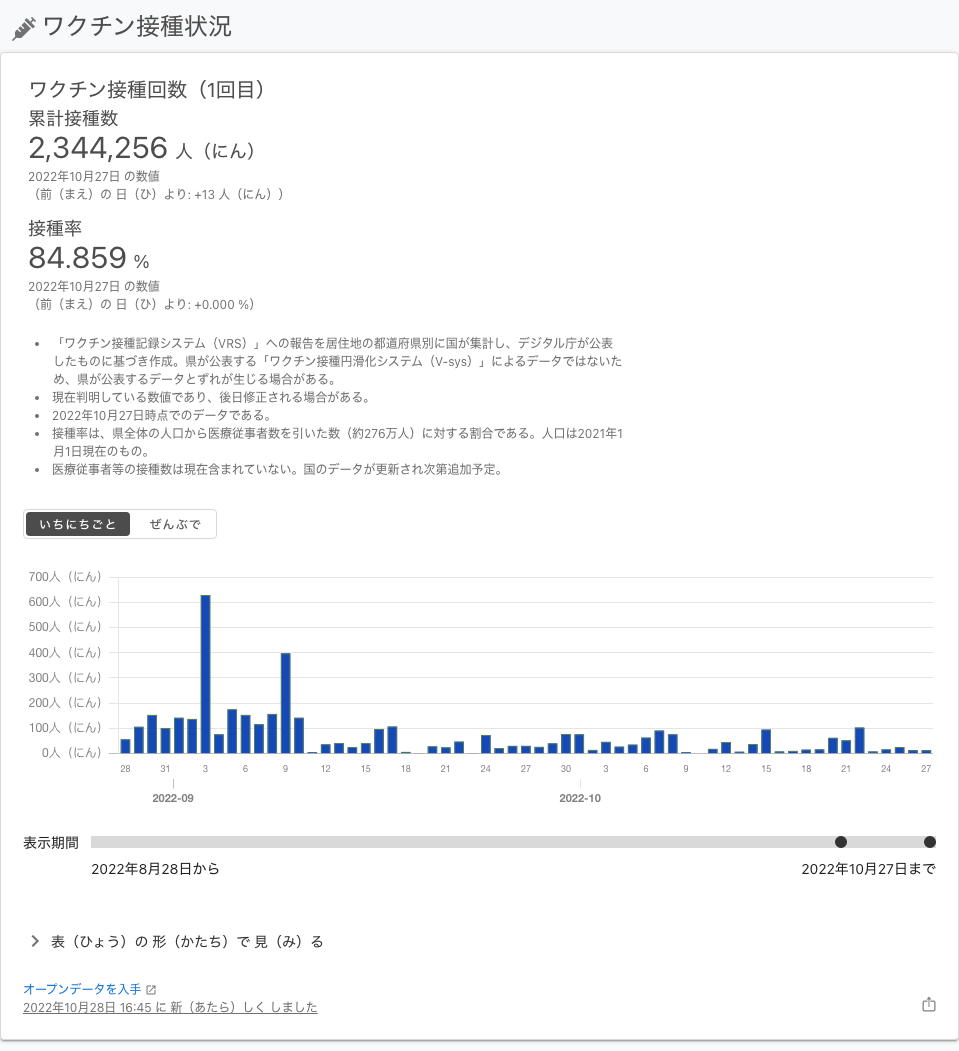 ワクチン接種状況
ワクチン接種回数（1回目）
累計接種数
2,344,256 人（にん）
2022年10月27日 の数値
（前（まえ）の 日（ひ）より: +13 人（にん））
接種率
84.859 %
2022年10月27日 の数値
（前（まえ）の 日（ひ）より: +0.000 %）
• 「ワクチン接種記録システム（VRS）」への報告を居住地の都道府県別に国が集計し、デジタル庁が公表
したものに基づき作成。県が公表する「ワクチン接種円滑化システム（V-sys）」によるデータではないた
め、県が公表するデータとずれが生じる場合がある。
• 現在判明している数値であり、後日修正される場合がある。
• 2022年10月27日時点でのデータである。
• 接種率は、県全体の人口から医療従事者数を引いた数（約276万人）に対する割合である。人口は2021年1
月1日現在のもの。
• 医療従事者等の接種数は現在含まれていない。国のデータが更新され次第追加予定。
いちにちごと ぜんぶで
700人（にん）
600人（にん）
500人（にん）
400人（にん）
300人（にん）
200人（にん）
100人（にん）
0人（にん）
28 31 3 6 9 12 15 18 21 24 27 30 3 6 9 12 15 18 21 24 27
2022-09 2022-10
表示期間
2022年8月28日から 2022年10月27日まで
表（ひょう）の 形（かたち）で 見（み）る
オープンデータを入手
2022年10月28日 16:45 に 新（あたら）しく しました